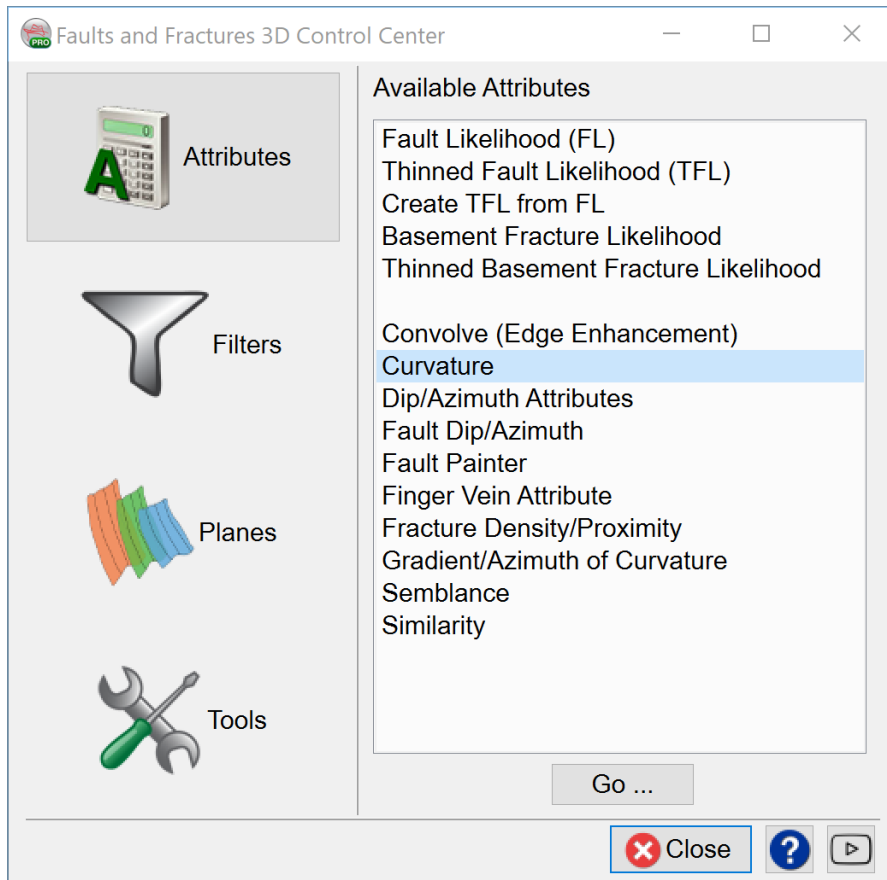 Faults and Fractures 3D Control Center
PRO
Attributes
A
0
Filters
Planes
Tools
Available Attributes
Fault Likelihood (FL)
Thinned Fault Likelihood (TFL)
Create TFL from FL
Basement Fracture Likelihood
Thinned Basement Fracture Likelihood
Convolve (Edge Enhancement)
Curvature
Dip/Azimuth Attributes
Fault Dip/Azimuth
Fault Painter
Finger Vein Attribute
Fracture Density/Proximity
Gradient/Azimuth of Curvature
Semblance
Similarity
Go ...
Close
?